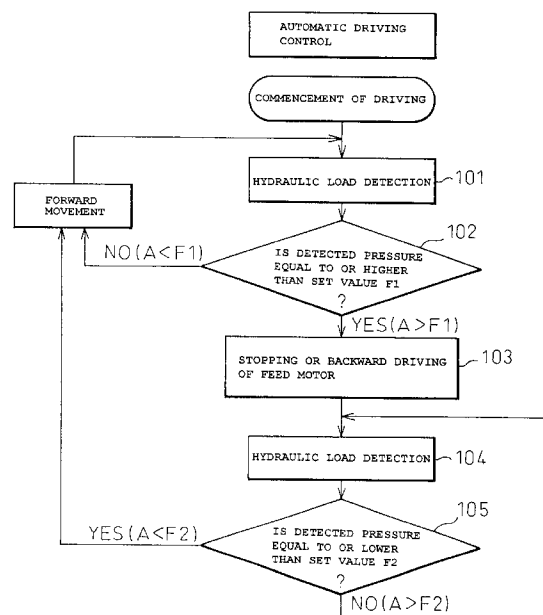 AUTOMATIC DRIVING
CONTROL
COMMENCEMENT OF DRIVING
HYDRAULIC LOAD DETECTION
101
FORWARD
MOVEMENT
102
NO(A<F1)
IS DETECTED PRESSURE
EQUAL TO OR HIGHER
THAN SET VALUE F1
?
YES(A>F1)
STOPPING OR BACKWARD DRIVING
OF FEED MOTOR
103
HYDRAULIC LOAD DETECTION
104
105
YES(A<F2)
IS DETECTED PRESSURE
EQUAL TO OR LOWER
THAN SET VALUE F2
?
NO(A>F2)